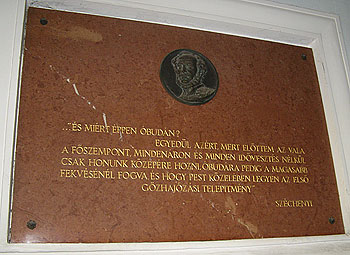 "...ÉS MIÉRT ÉPPEN ÓBUDÁN?
EGYEDÜL AZÉRT, MERT ELŐTTEM AZ VALA
A FŐSZEMPONT, MINDENÁRON ÉS MINDEN IDŐVESZTÉS NÉLKÜL
CSAK HONUNK KÖZEPÉRE HOZNI, ÓBUDÁRA PEDIG A MAGASABB
FEKVÉSÉNÉL FOGVA ÉS HOGY PEST KÖZELÉBEN LEGYEN AZ ELSŐ
GŐZHAJÓZÁSI TELEPÍTMÉNY"
SZÉCHENYI